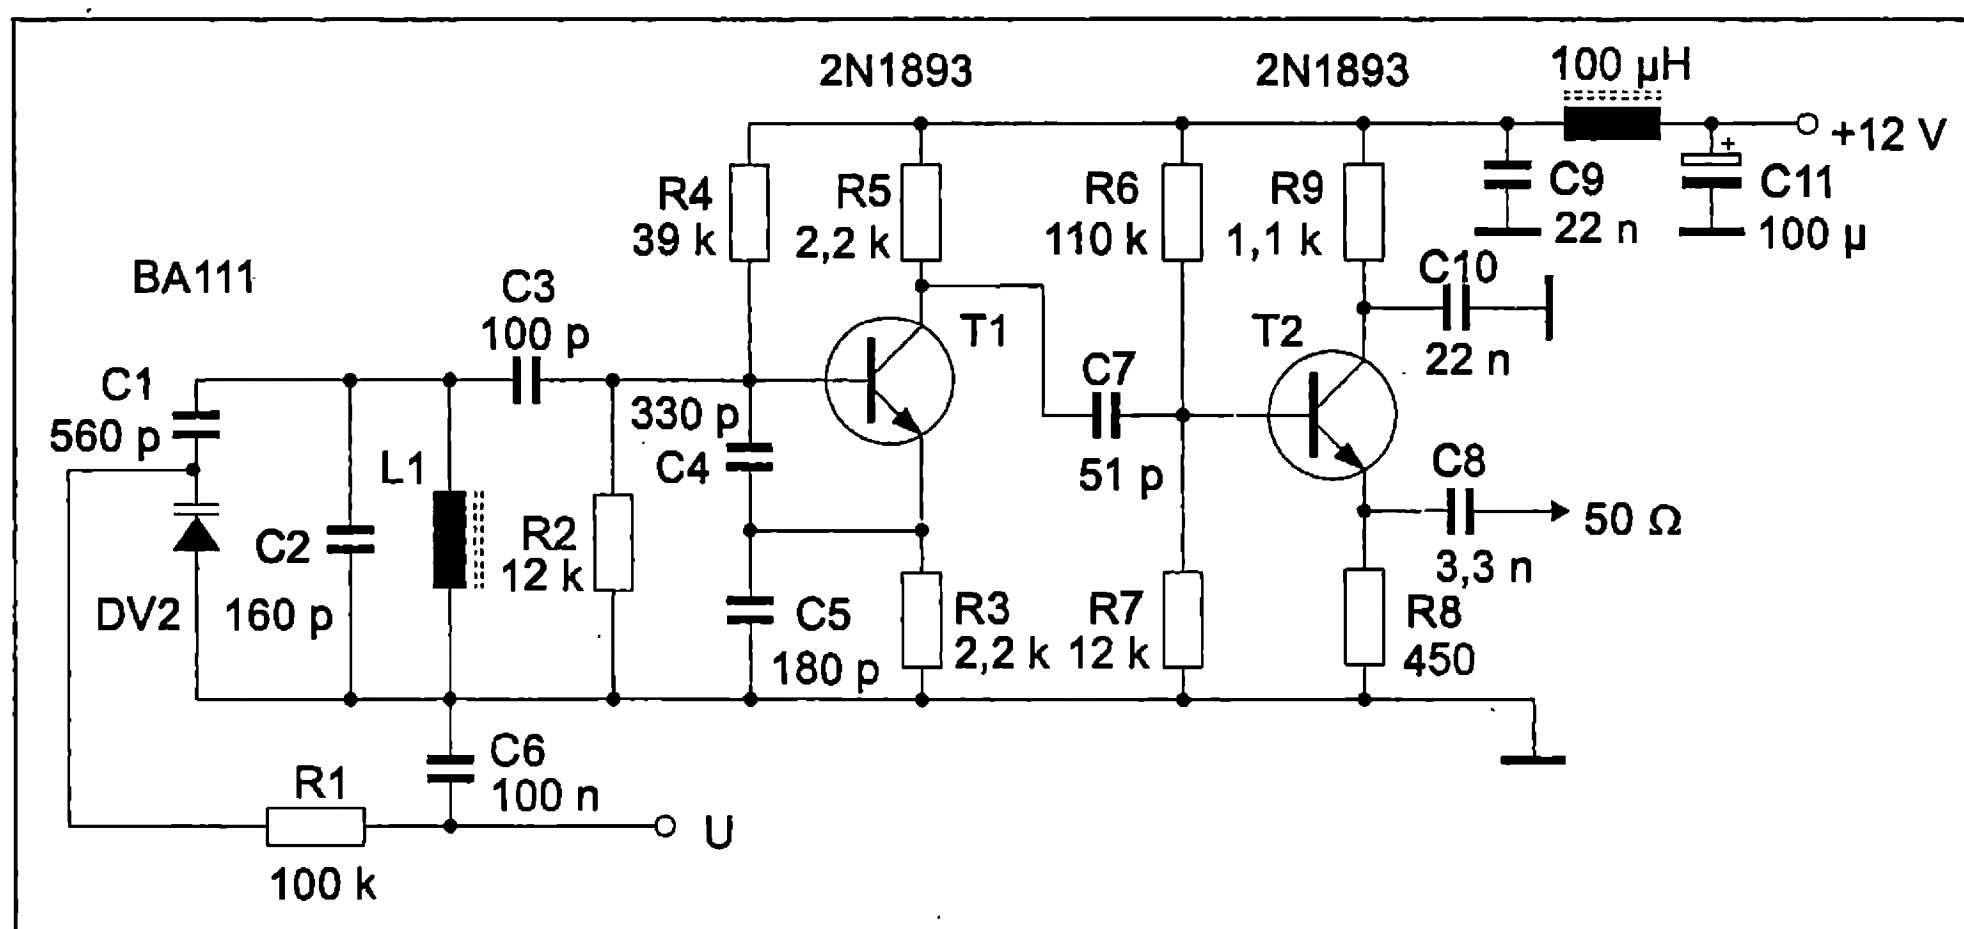 2N1893
2N1893
100 µH
+12 V
R4
39 k
R5
2,2 k
R6
110 k
R9
1,1 k
C9
22 n
+
C11
100 µ
BA111
C3
100 p
T1
T2
C10
22 n
C1
560 p
330 p
C4
C7
51 p
L1
C8
3,3 n
50 Ω
C2
160 p
R2
12 k
DV2
C5
180 p
R3
2,2 k
R7
12 k
R8
450
C6
100 n
R1
100 k
U